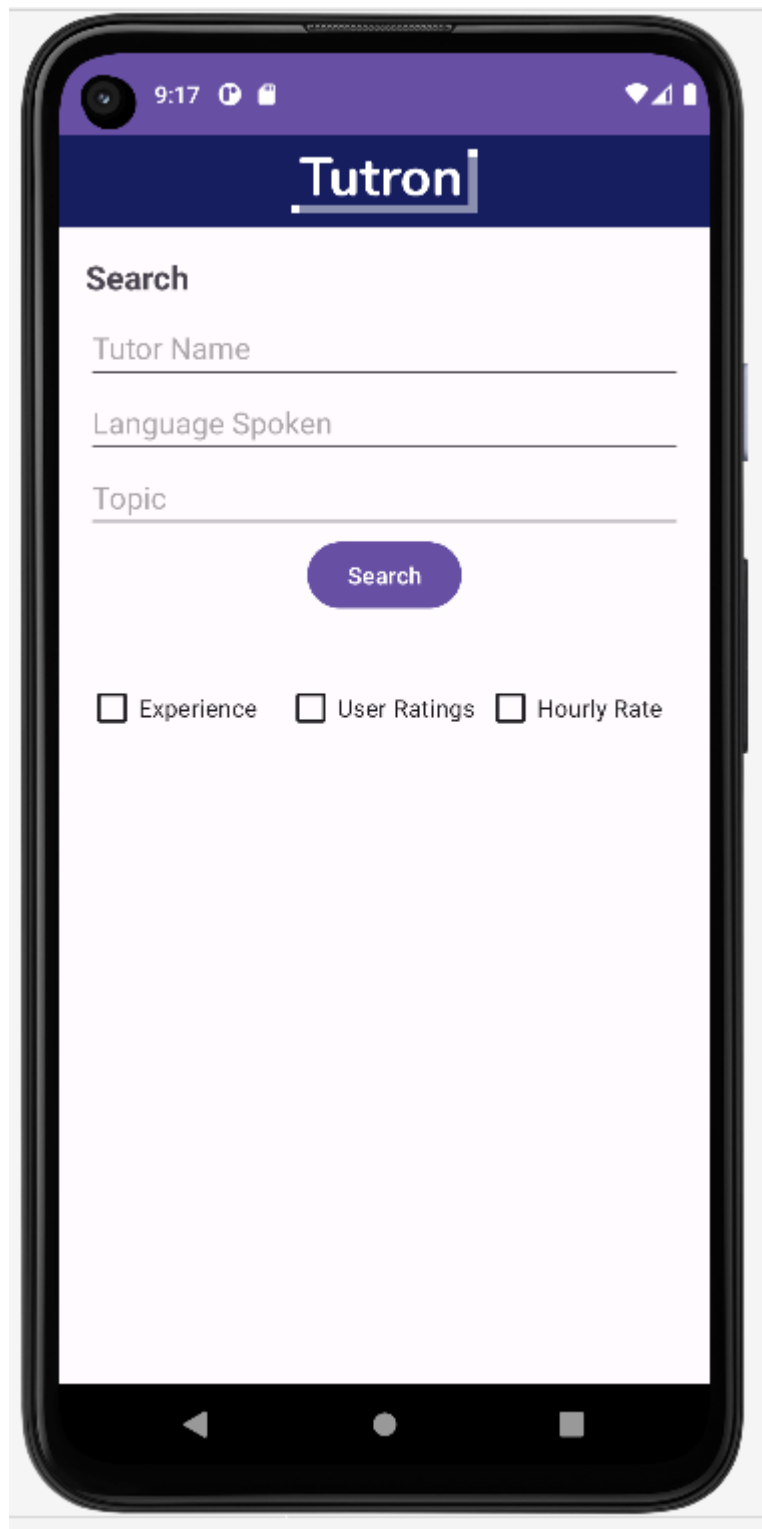 9:17
Tutron
Search
Tutor Name
Language Spoken
Topic
Search
Experience User Ratings Hourly Rate